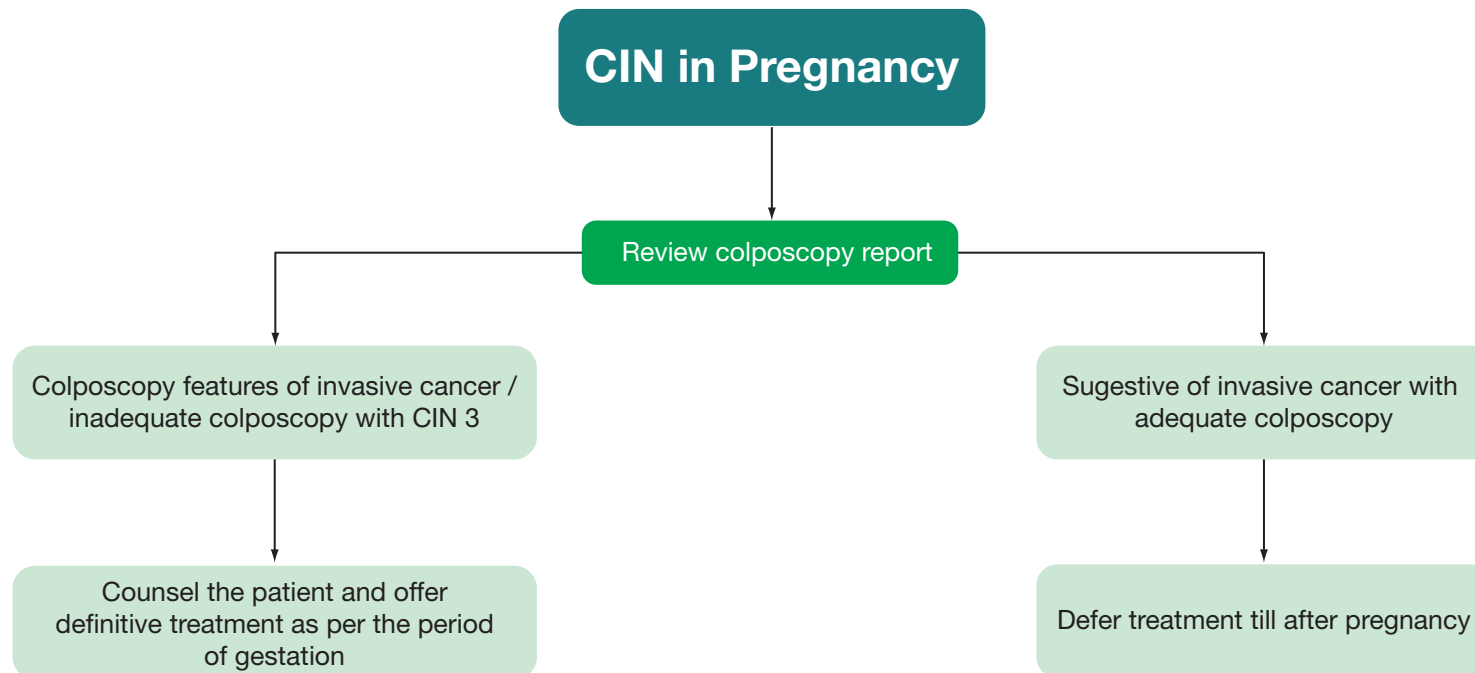 CIN in Pregnancy
Review colposcopy report
Colposcopy features of invasive cancer /
inadequate colposcopy with CIN 3
Sugestive of invasive cancer with
adequate colposcopy
Counsel the patient and offer
definitive treatment as per the period
of gestation
Defer treatment till after pregnancy